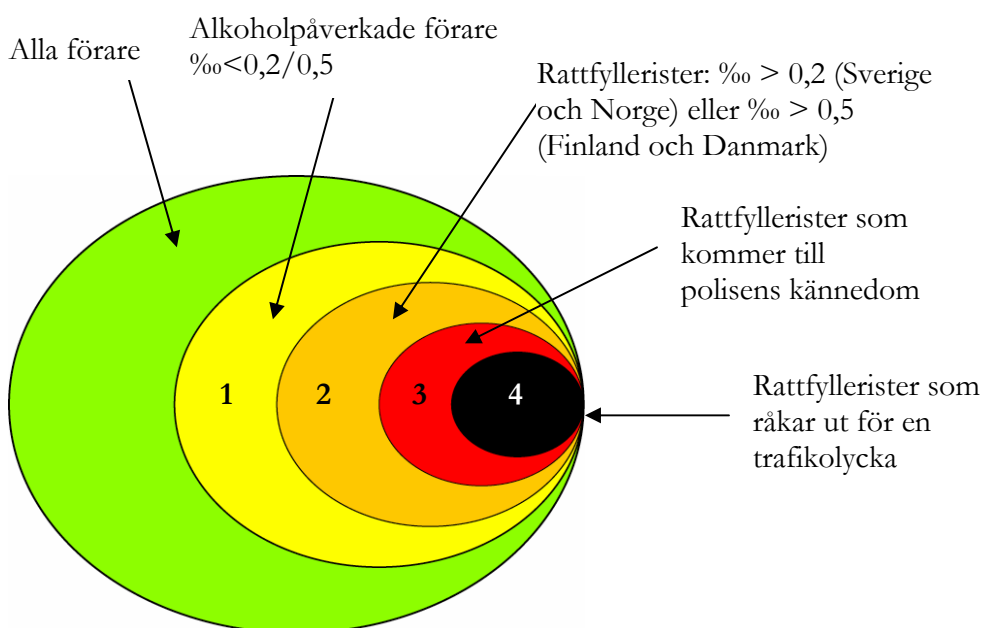 Alla förare
Alkoholpåverkade förare
‰<0,2/0,5
Rattfyllerister: ‰ > 0,2 (Sverige
och Norge) eller ‰ > 0,5
(Finland och Danmark)
Rattfyllerister som
kommer till
polisens kännedom
1
2
3
4
Rattfyllerister som
råkar ut för en
trafikolycka